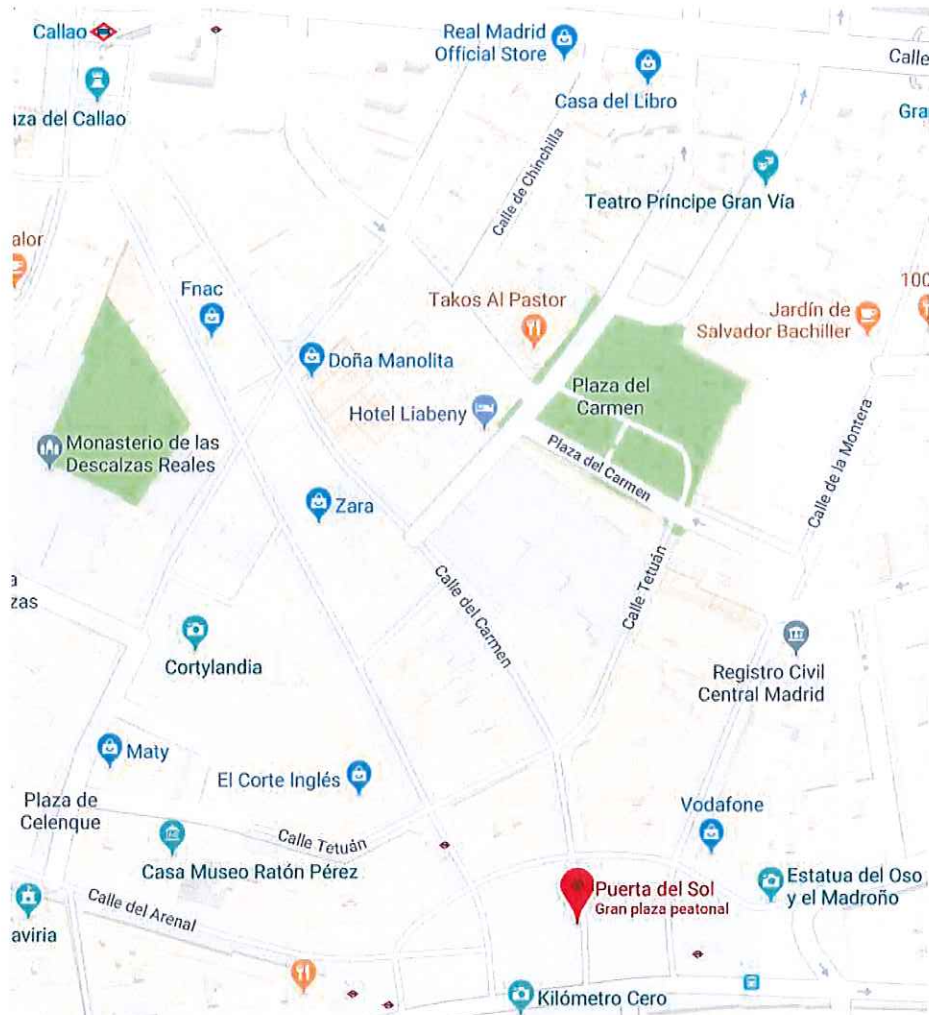 Callao
Real Madrid
Official Store
Calle
Casa del Libro
aza del Callao
Gra
Calle de Chinchilla
Teatro Príncipe Gran Vía
alor
Fnac
Takos Al Pastor
100
Jardín de
Salvador Bachiller
Doña Manolita
Plaza del
Carmen
Hotel Liabeny
Monasterio de las
Descalzas Reales
Plaza del Carmen
Calle de la Montera
Zara
a
zas
Calle del Carmen
Calle Tetuán
Cortylandia
Registro Civil
Central Madrid
Maty
El Corte Inglés
Plaza de
Celenque
Vodafone
Calle Tetuán
Casa Museo Ratón Pérez
Puerta del Sol
Gran plaza peatonal
Estatua del Oso
y el Madroño
Calle del Arenal
aviria
Kilómetro Cero